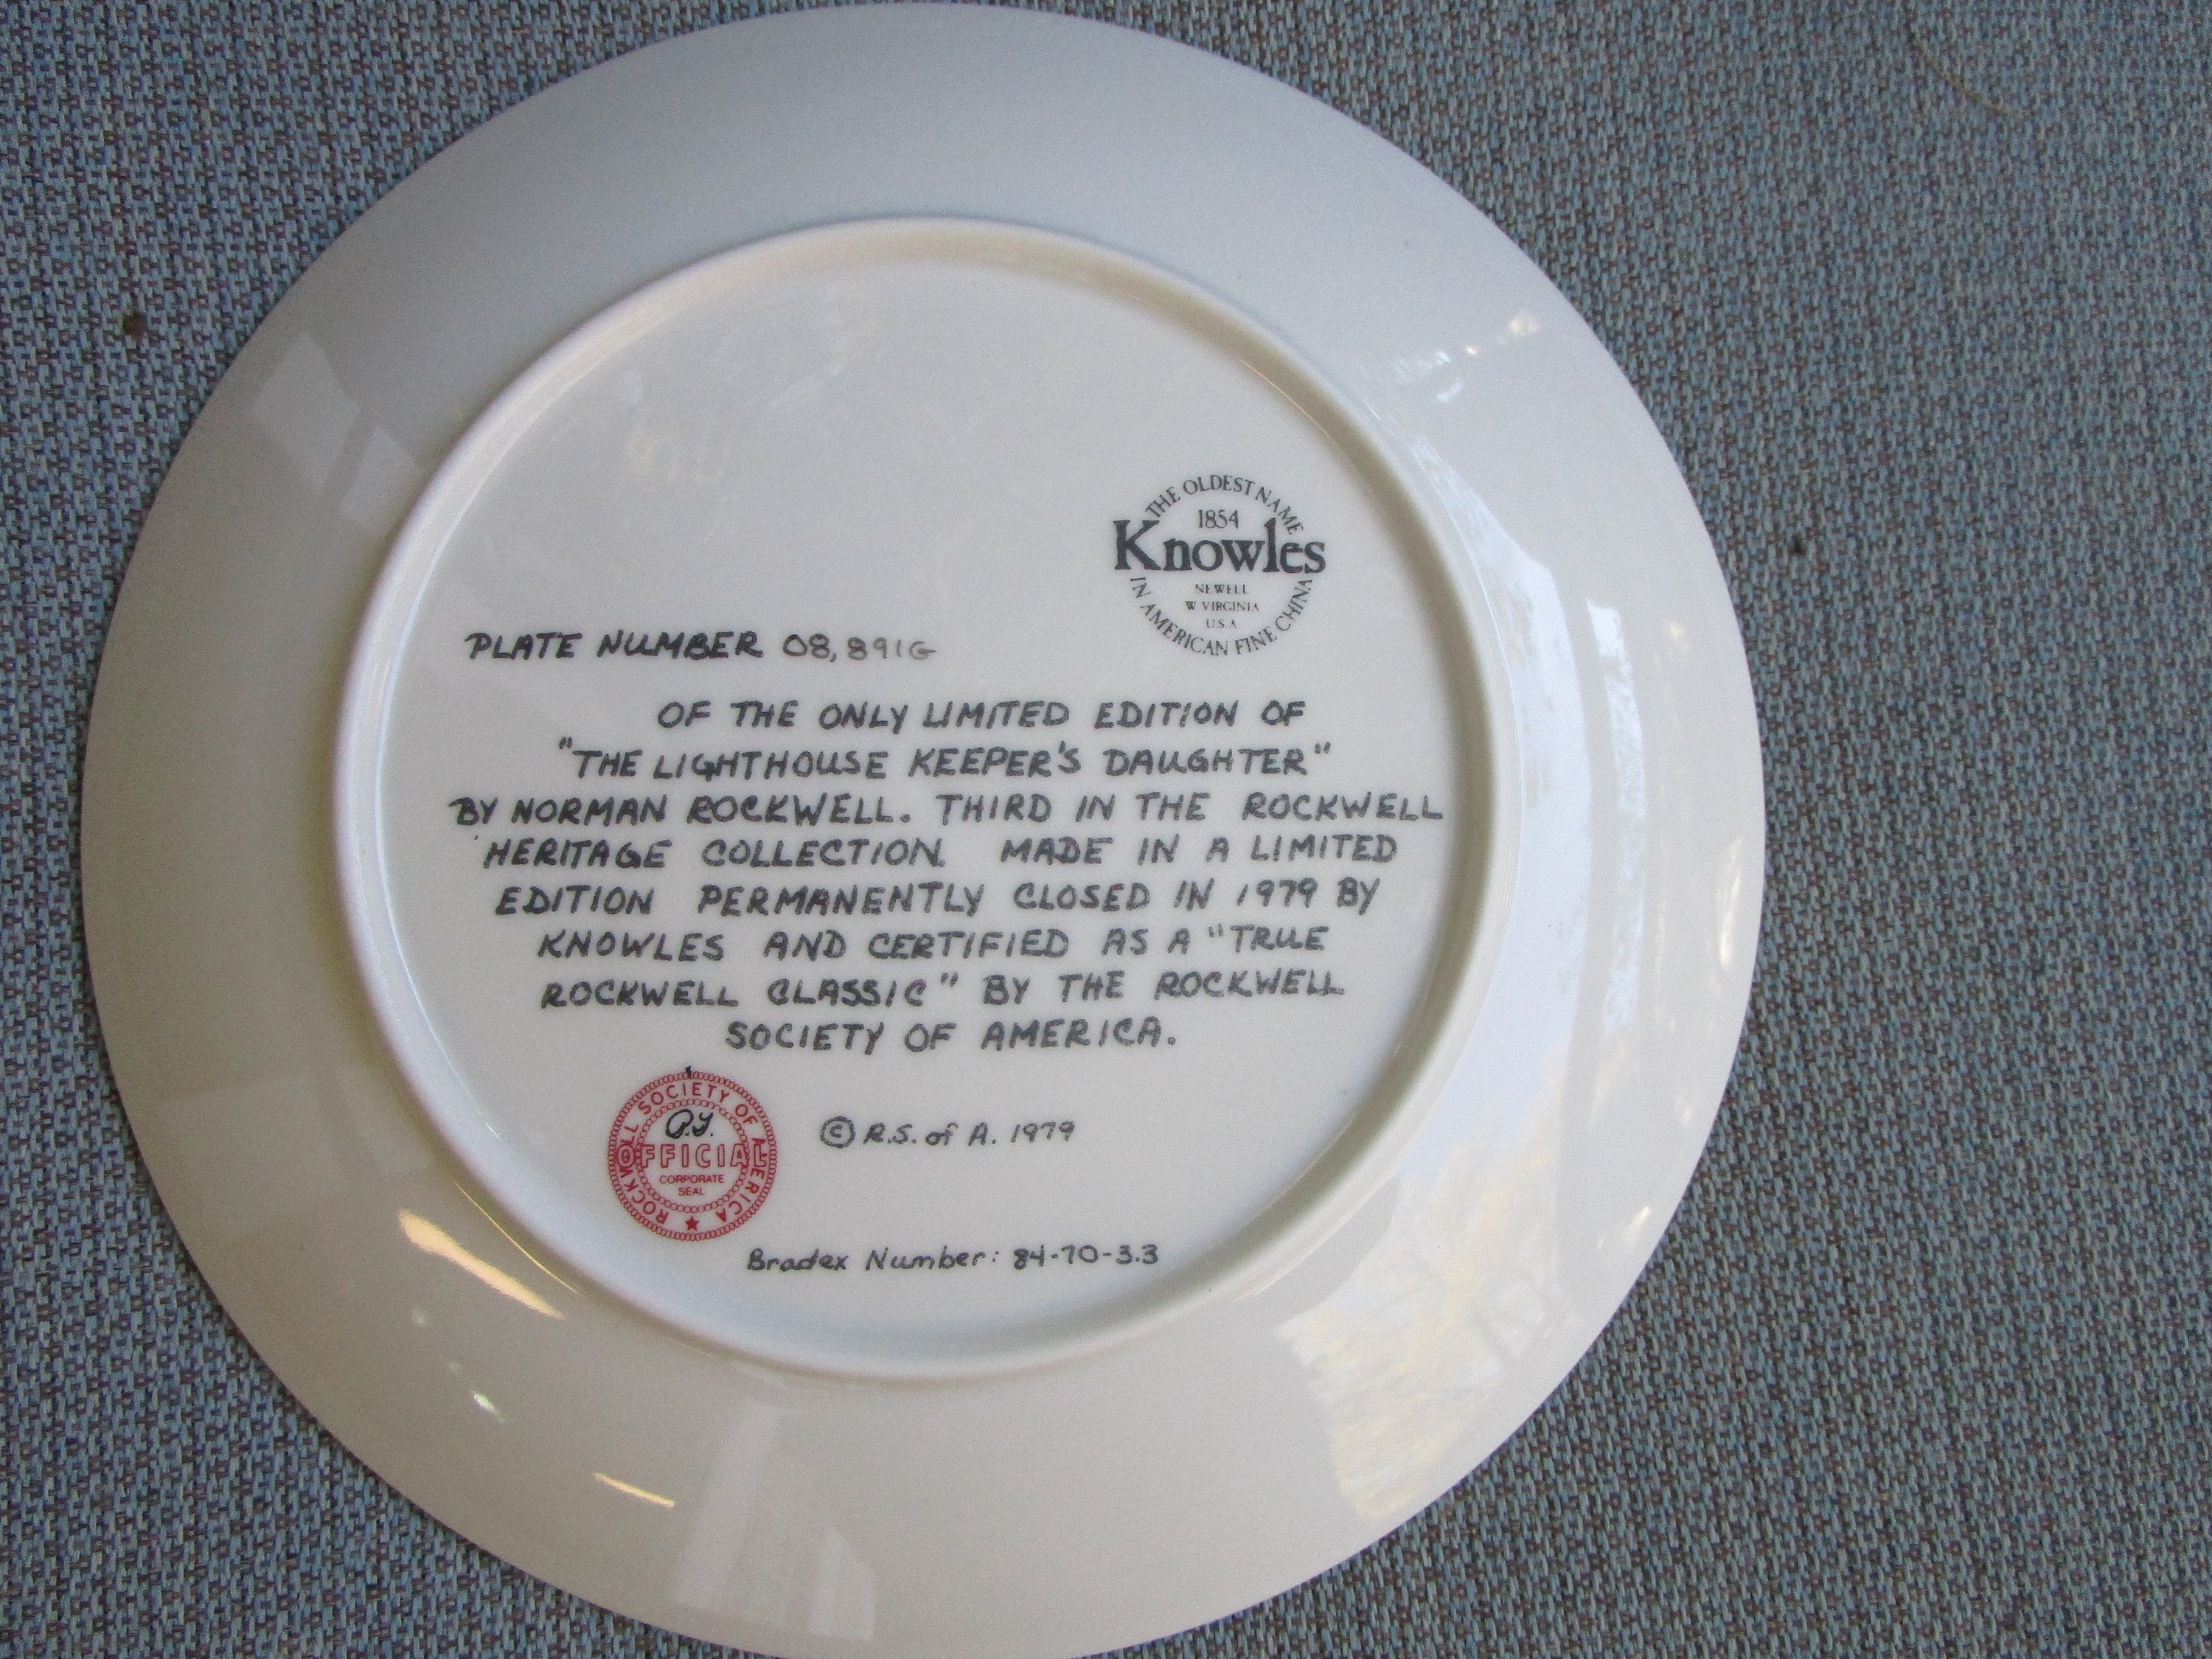 THE OLDEST NAME
1854
Knowles
NEWELL
W VIRGINIA
U.S.A
IN AMERICAN FINE CHINA
PLATE NUMBER 08,891G
OF THE ONLY LIMITED EDITION OF
"THE LIGHTHOUSE KEEPER'S DAUGHTER"
BY NORMAN ROCKWELL. THIRD IN THE ROCKWELL
HERITAGE COLLECTION. MADE IN A LIMITED
EDITION PERMANENTLY CLOSED IN 1979 BY
KNOWLES AND CERTIFIED AS A "TRUE
ROCKWELL CLASSIC" BY THE ROCKWELL
SOCIETY OF AMERICA.
ROCKWELL SOCIETY OF AMERICA
P.J.
OFFICIAL
CORPORATE
SEAL
© R.S. of A. 1979
Bradex Number: 84-70-3.3